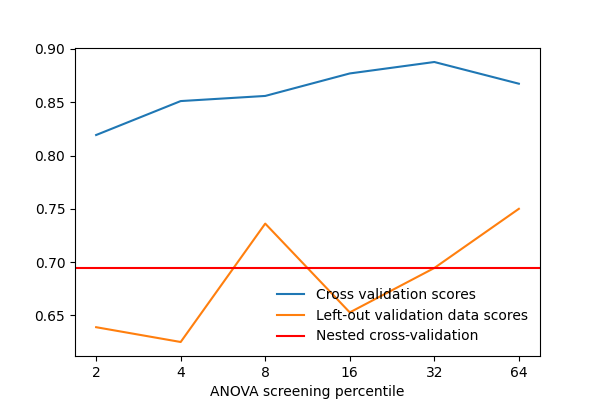 0.90
0.85
0.80
0.75
0.70
0.65
Cross validation scores
Left-out validation data scores
Nested cross-validation
2 4 8 16 32 64
ANOVA screening percentile